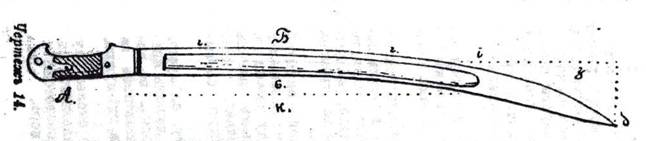 Чертежъ 14.
А.
Б
г. г. і
в.
к.
д
б